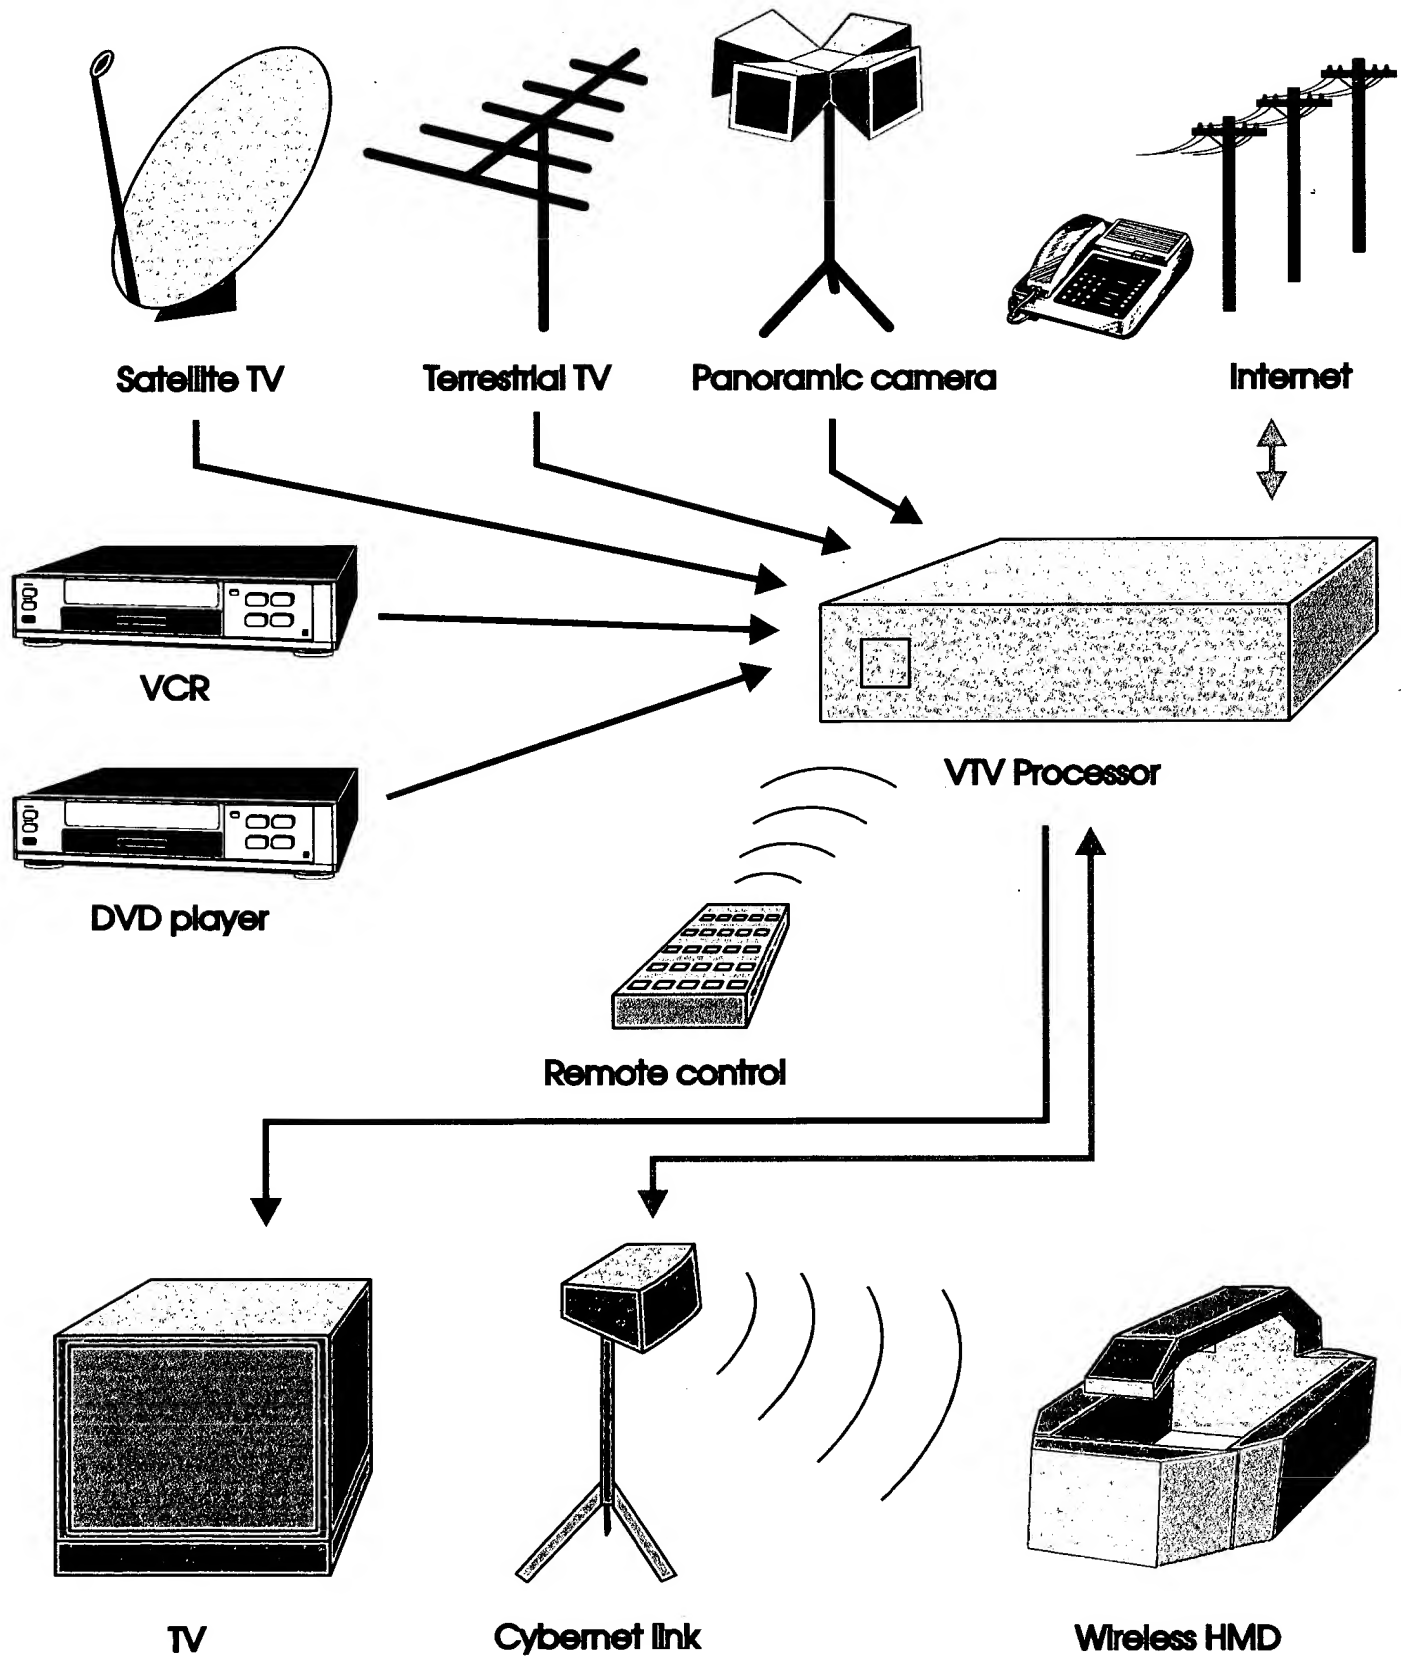 Satellite TV
Terrestrial TV
Panoramic camera
Internet
VCR
VTV Processor
DVD player
Remote control
TV
Cybernet link
Wireless HMD